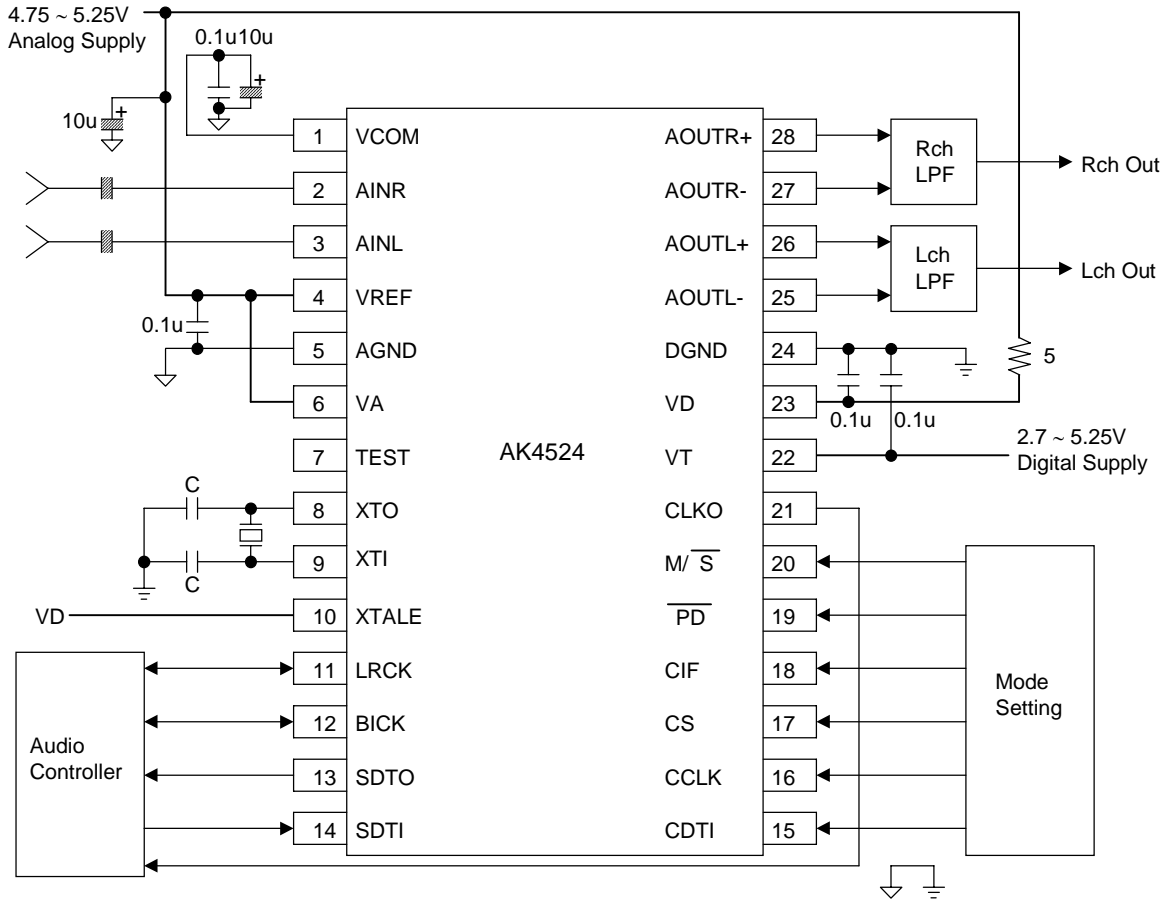 4.75 ~ 5.25V
Analog Supply
0.1u 10u
10u
1 VCOM
2 AINR
3 AINL
4 VREF
0.1u
5 AGND
6 VA
7 TEST
C
8 XTO
9 XTI
C
VD
10 XTALE
11 LRCK
12 BICK
13 SDTO
14 SDTI
Audio
Controller
AK4524
AOUTR+ 28
AOUTR- 27
AOUTL+ 26
AOUTL- 25
DGND 24
VD 23
VT 22
CLKO 21
M/S̅ 20
P̅D̅ 19
CIF 18
CS 17
CCLK 16
CDTI 15
Rch
LPF
Rch Out
Lch
LPF
Lch Out
5
0.1u 0.1u
2.7 ~ 5.25V
Digital Supply
Mode
Setting